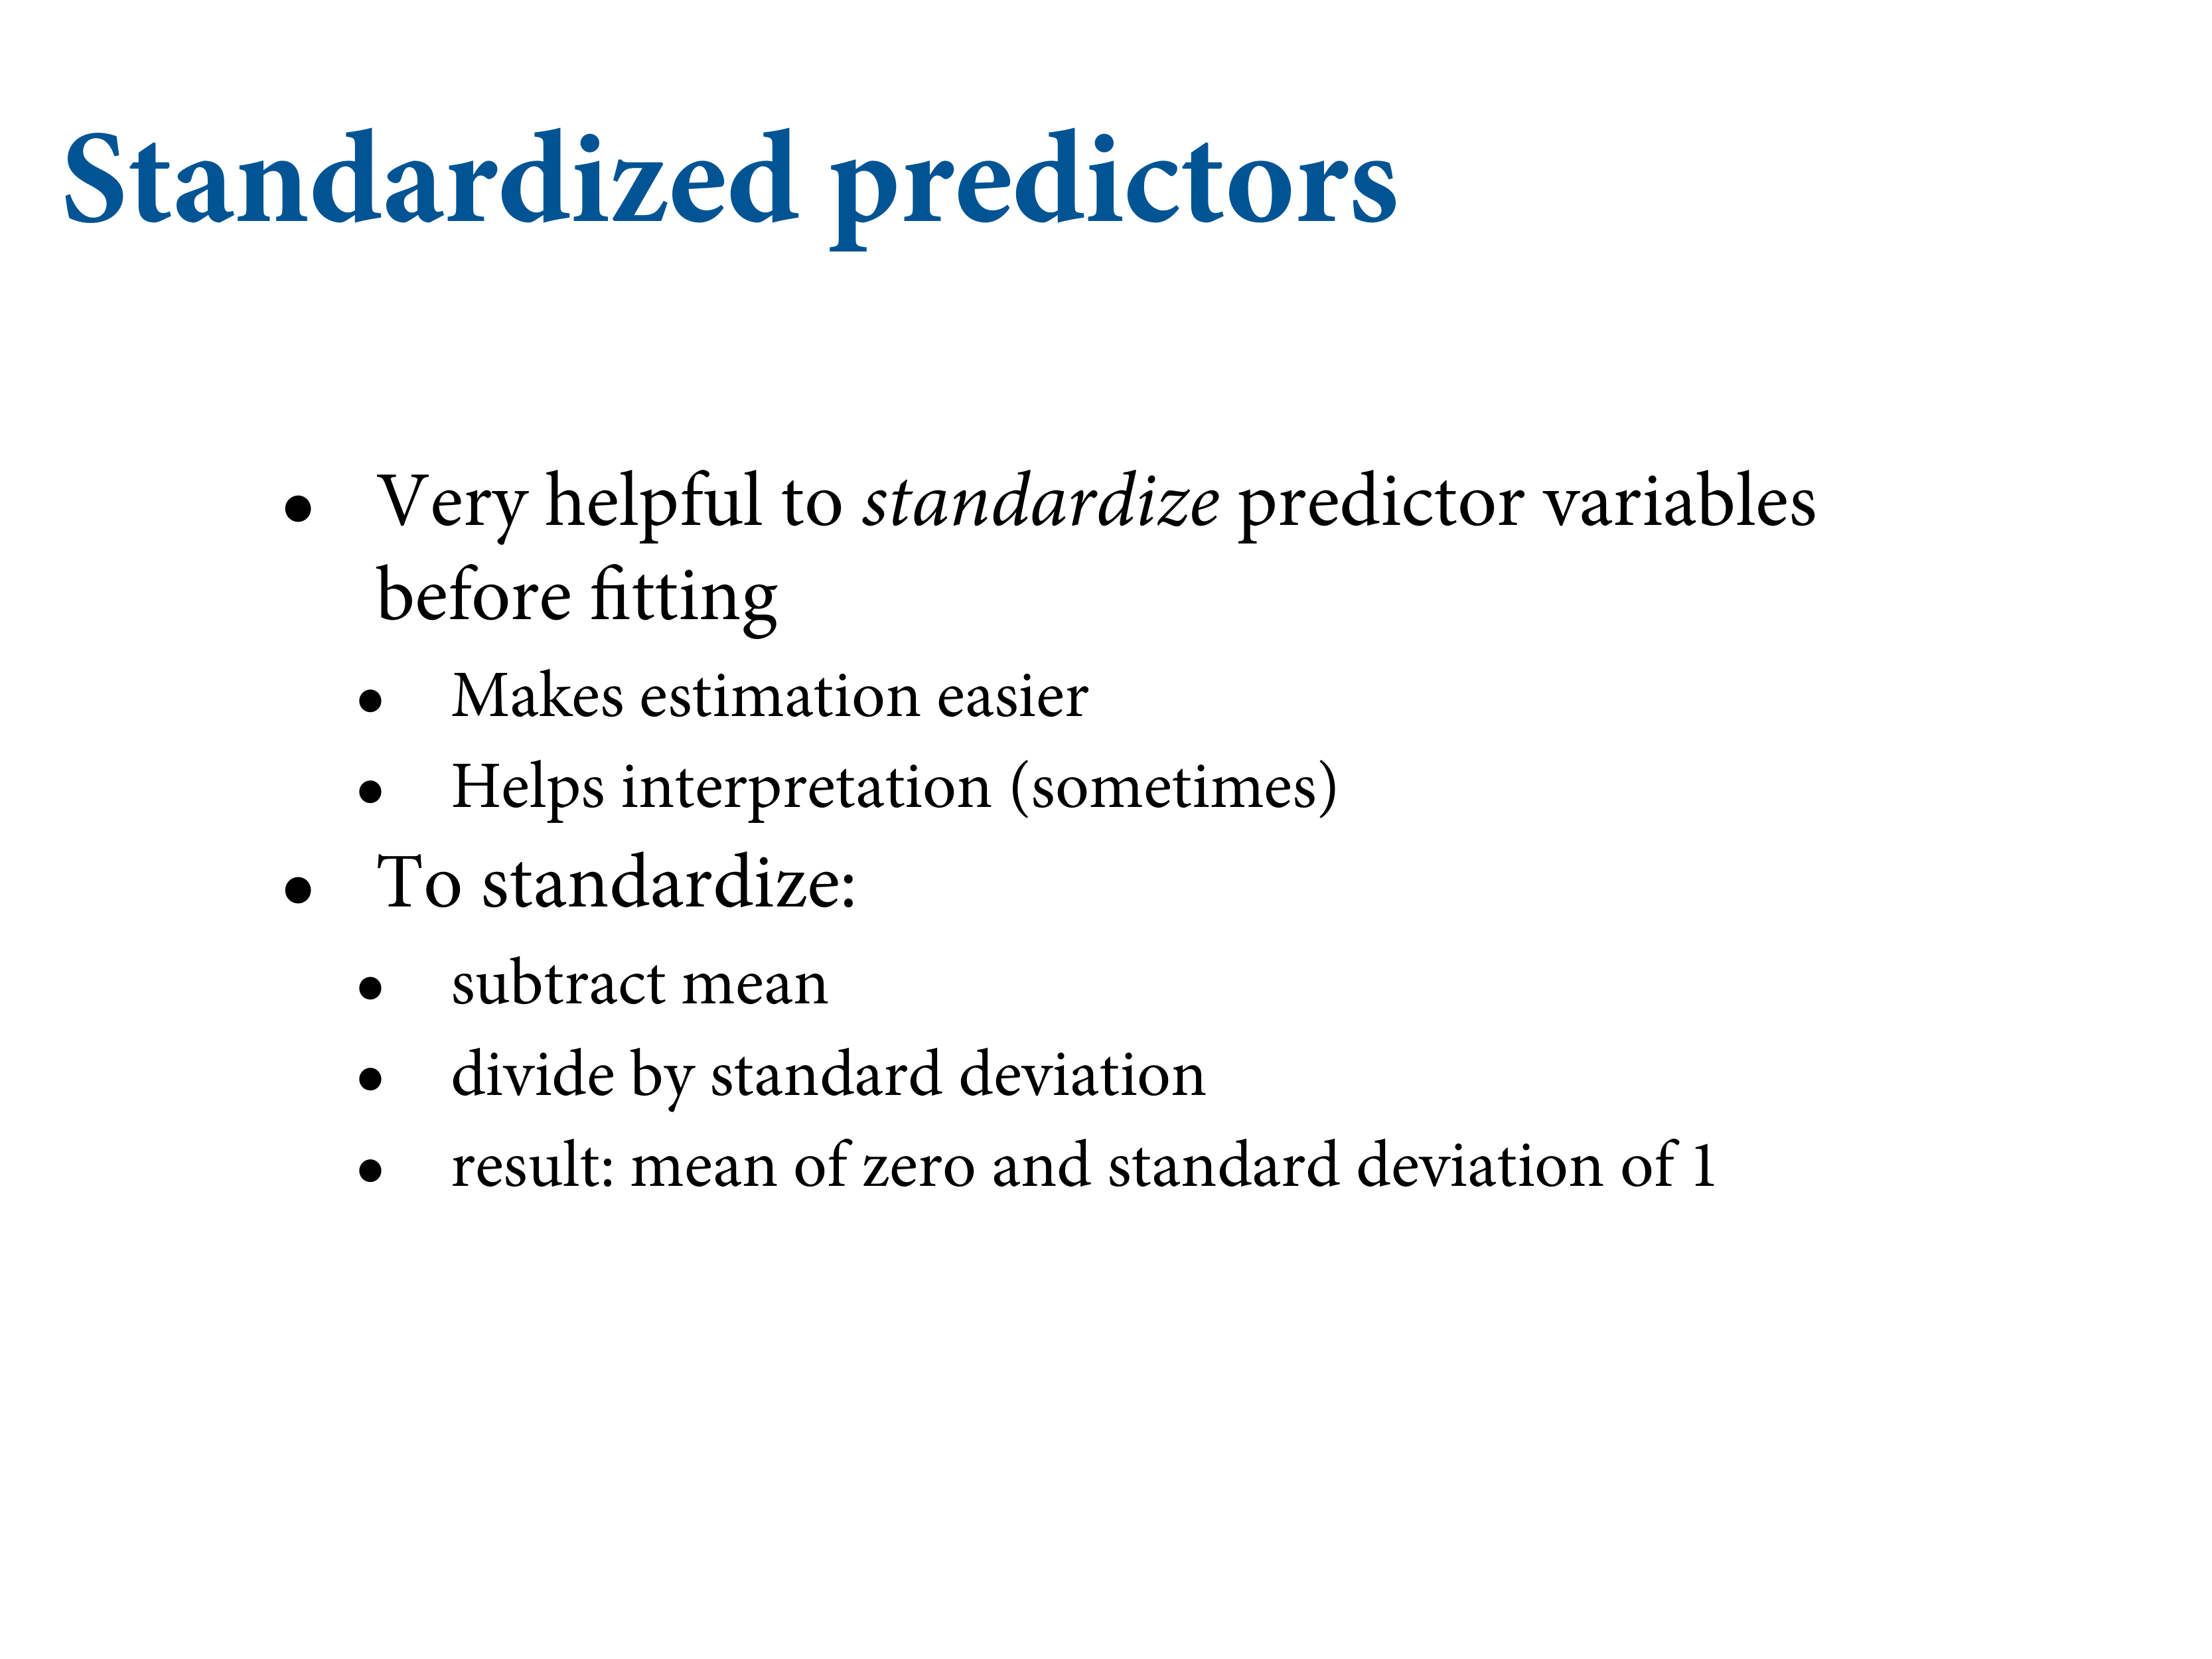 Standardized predictors
• Very helpful to standardize predictor variables
before fitting
• Makes estimation easier
• Helps interpretation (sometimes)
• To standardize:
• subtract mean
• divide by standard deviation
• result: mean of zero and standard deviation of 1